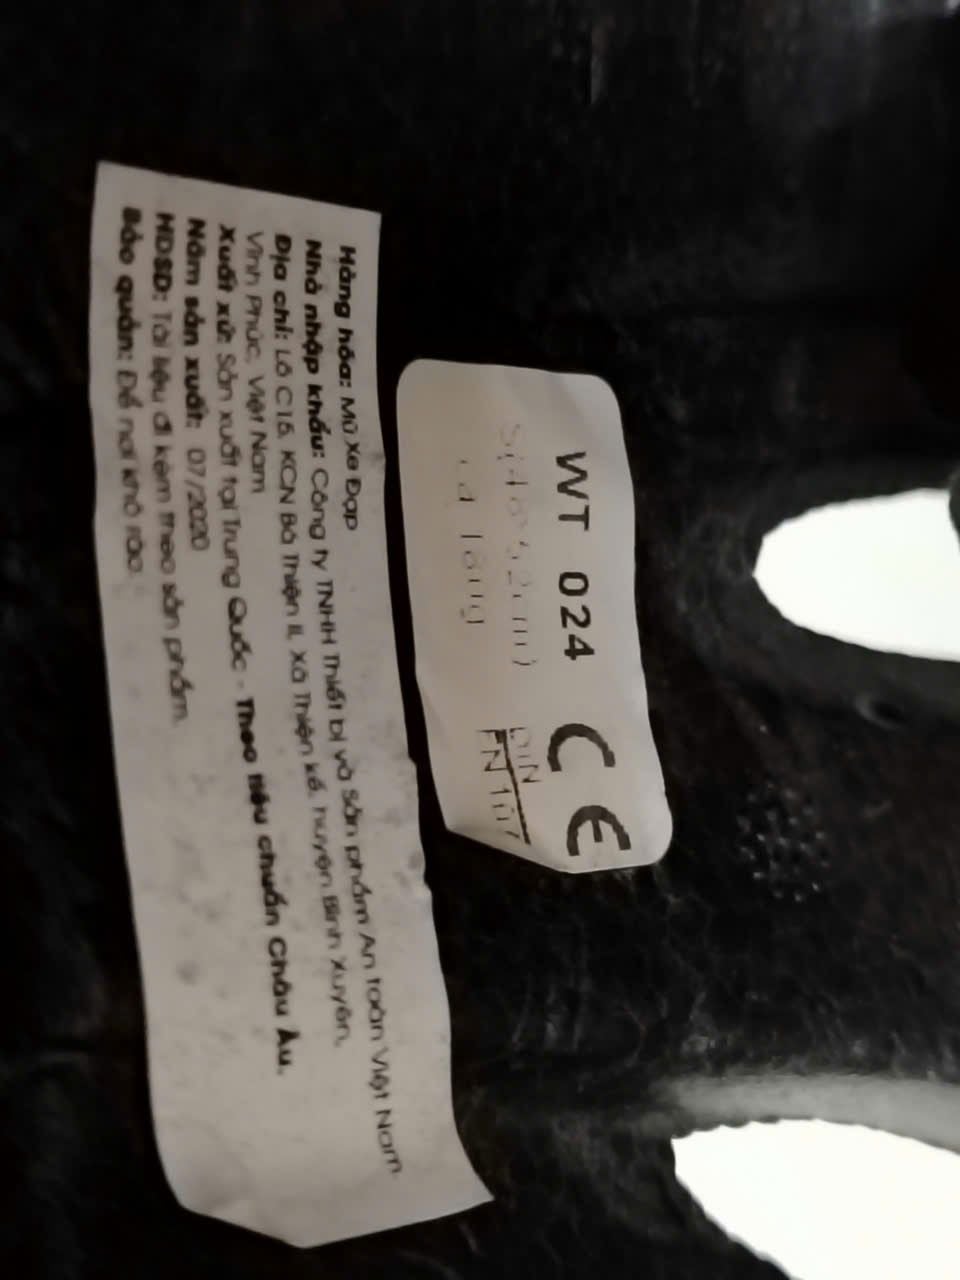 Hàng hóa: Mũ Xe Đạp
Nhà nhập khẩu: Công ty TNHH Thiết bị và Sản phẩm An toàn Việt Nam.
Địa chỉ: Lô C15, KCN Bá Thiện II, Xã Thiện kế, huyện Bình Xuyên,
Vĩnh Phúc, Việt Nam
Xuất xứ: Sản xuất tại Trung Quốc - Theo tiêu chuẩn Châu Âu.
Năm sản xuất: 07/2020
HDSD: Tài liệu đi kèm theo sản phẩm.
Bảo quản: Để nơi khô ráo.
WT 024 CE
DIN
EN 107